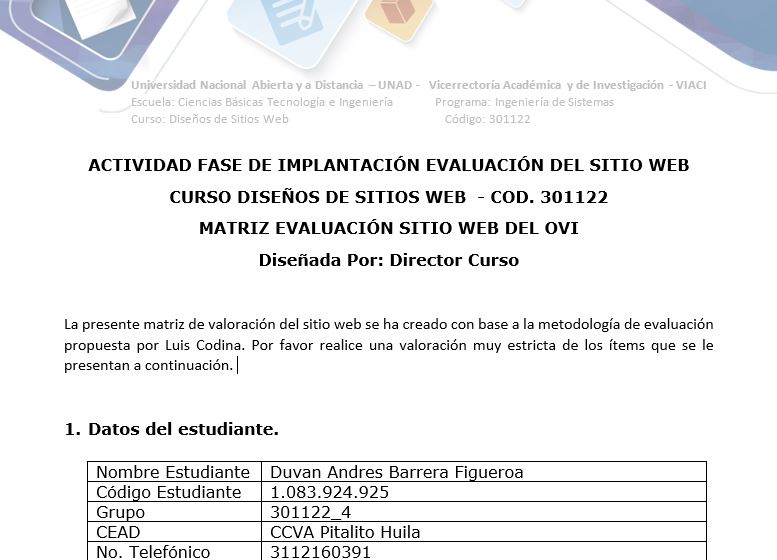 Universidad Nacional Abierta y a Distancia – UNAD - Vicerrectoría Académica y de Investigación - VIACI
Escuela: Ciencias Básicas Tecnología e Ingeniería Programa: Ingeniería de Sistemas
Curso: Diseños de Sitios Web Código: 301122
ACTIVIDAD FASE DE IMPLANTACIÓN EVALUACIÓN DEL SITIO WEB
CURSO DISEÑOS DE SITIOS WEB - COD. 301122
MATRIZ EVALUACIÓN SITIO WEB DEL OVI
Diseñada Por: Director Curso
La presente matriz de valoración del sitio web se ha creado con base a la metodología de evaluación
propuesta por Luis Codina. Por favor realice una valoración muy estricta de los ítems que se le
presentan a continuación.
1. Datos del estudiante.
Nombre Estudiante Duvan Andres Barrera Figueroa
Código Estudiante 1.083.924.925
Grupo 301122_4
CEAD CCVA Pitalito Huila
No. Telefónico 3112160391